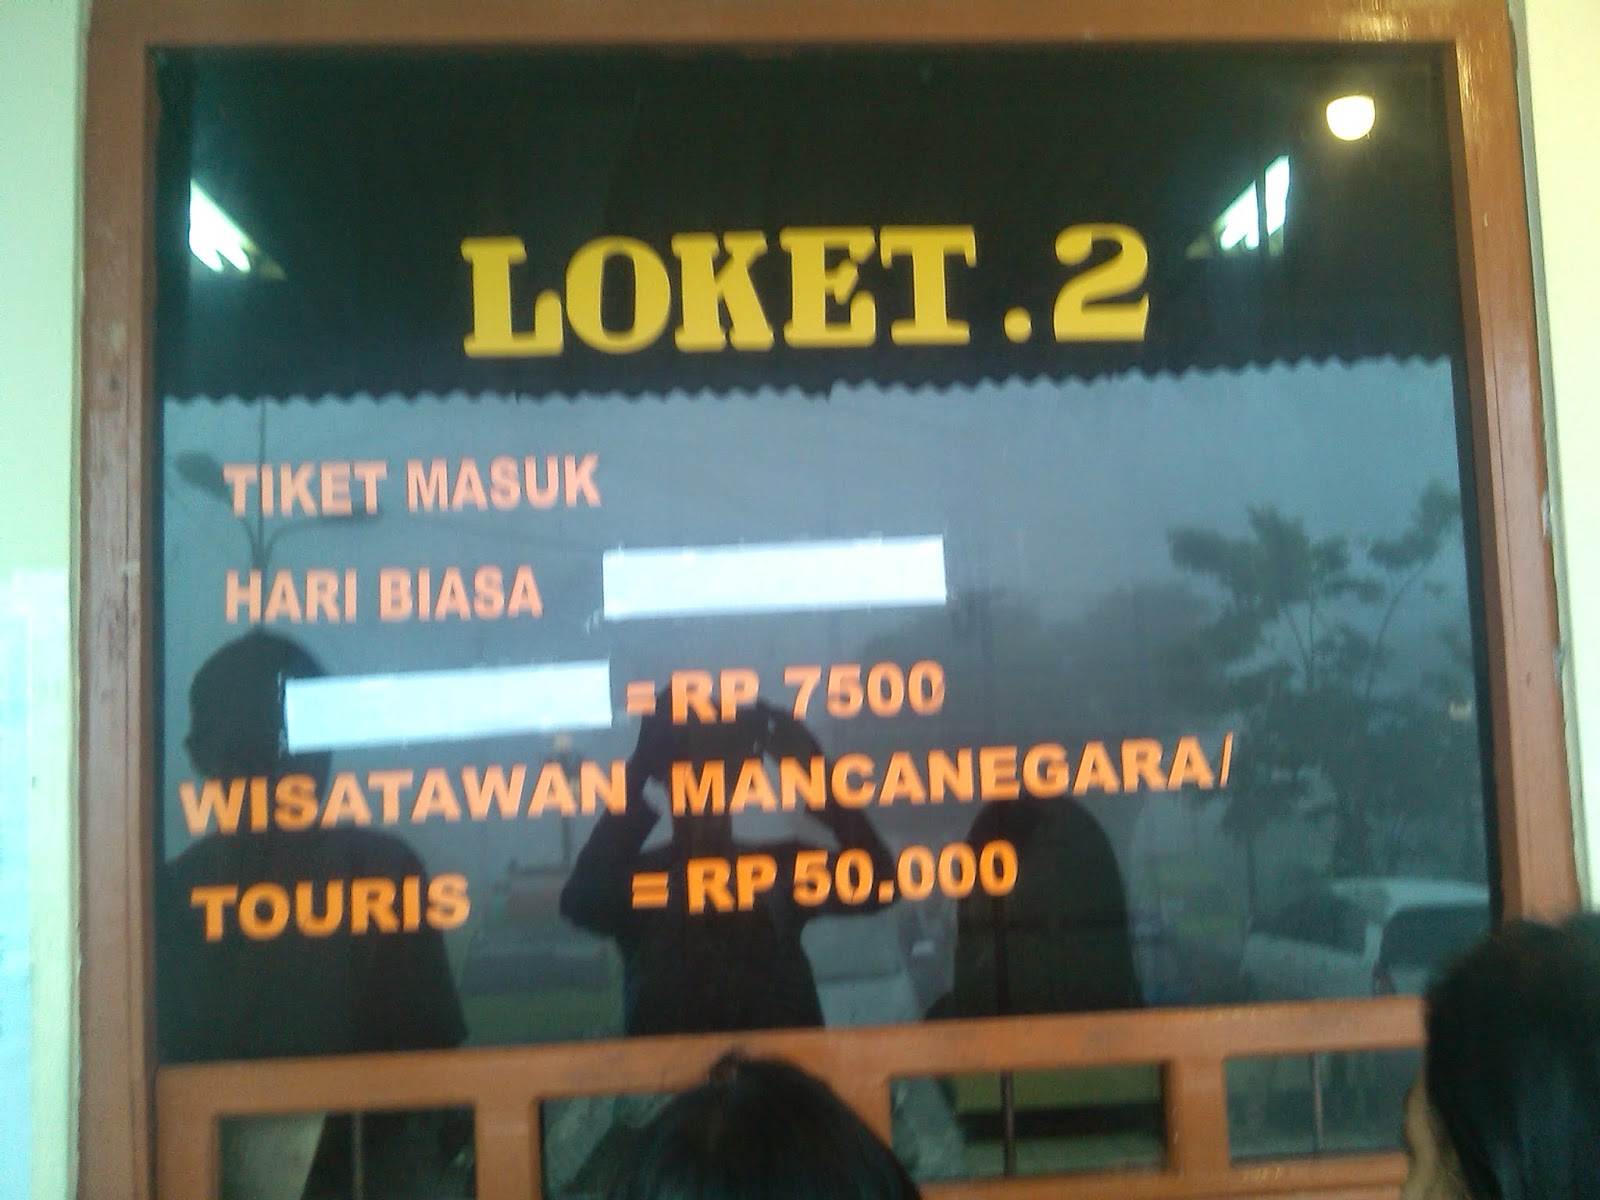 LOKET.2
TIKET MASUK
HARI BIASA
= RP 7500
WISATAWAN MANCANEGARA/
TOURIS = RP 50.000